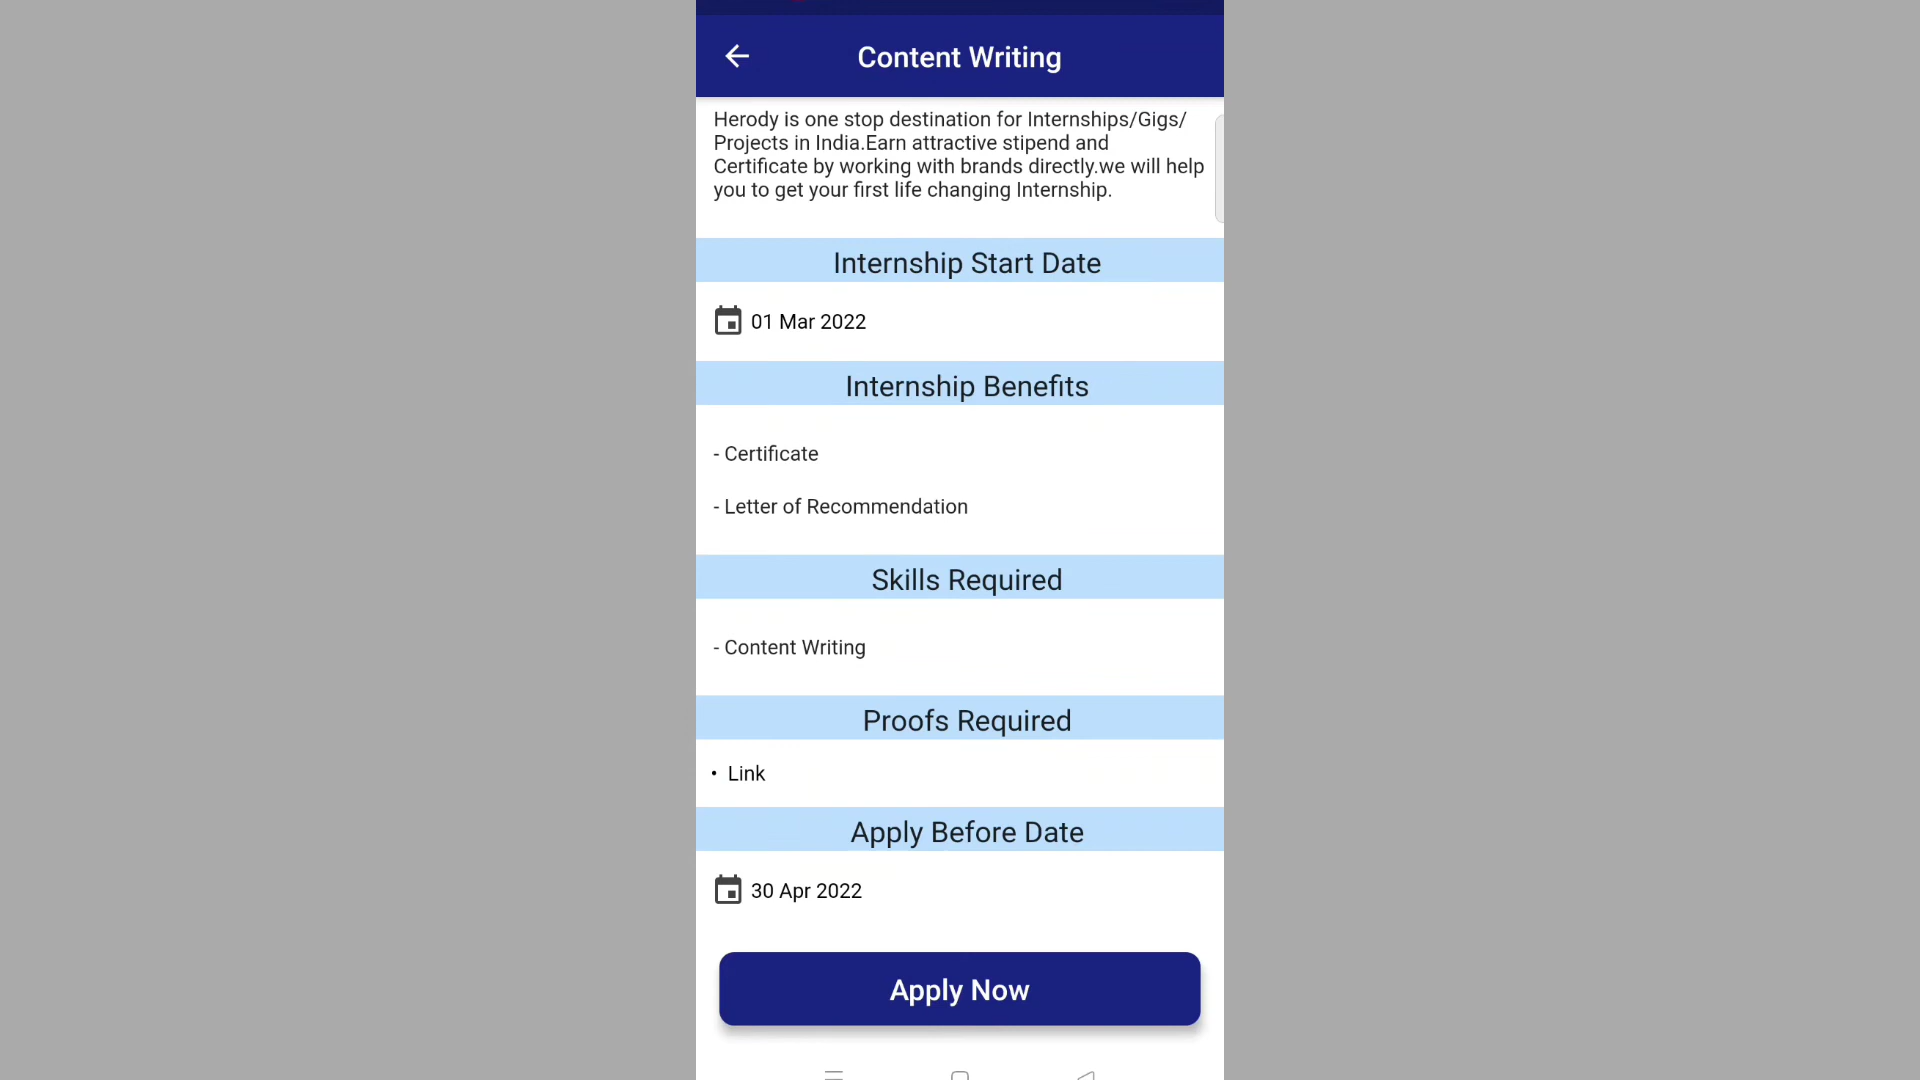 Content Writing
Herody is one stop destination for Internships/Gigs/
Projects in India.Earn attractive stipend and
Certificate by working with brands directly.we will help
you to get your first life changing Internship.
Internship Start Date
01 Mar 2022
Internship Benefits
- Certificate
- Letter of Recommendation
Skills Required
- Content Writing
Proofs Required
• Link
Apply Before Date
30 Apr 2022
Apply Now